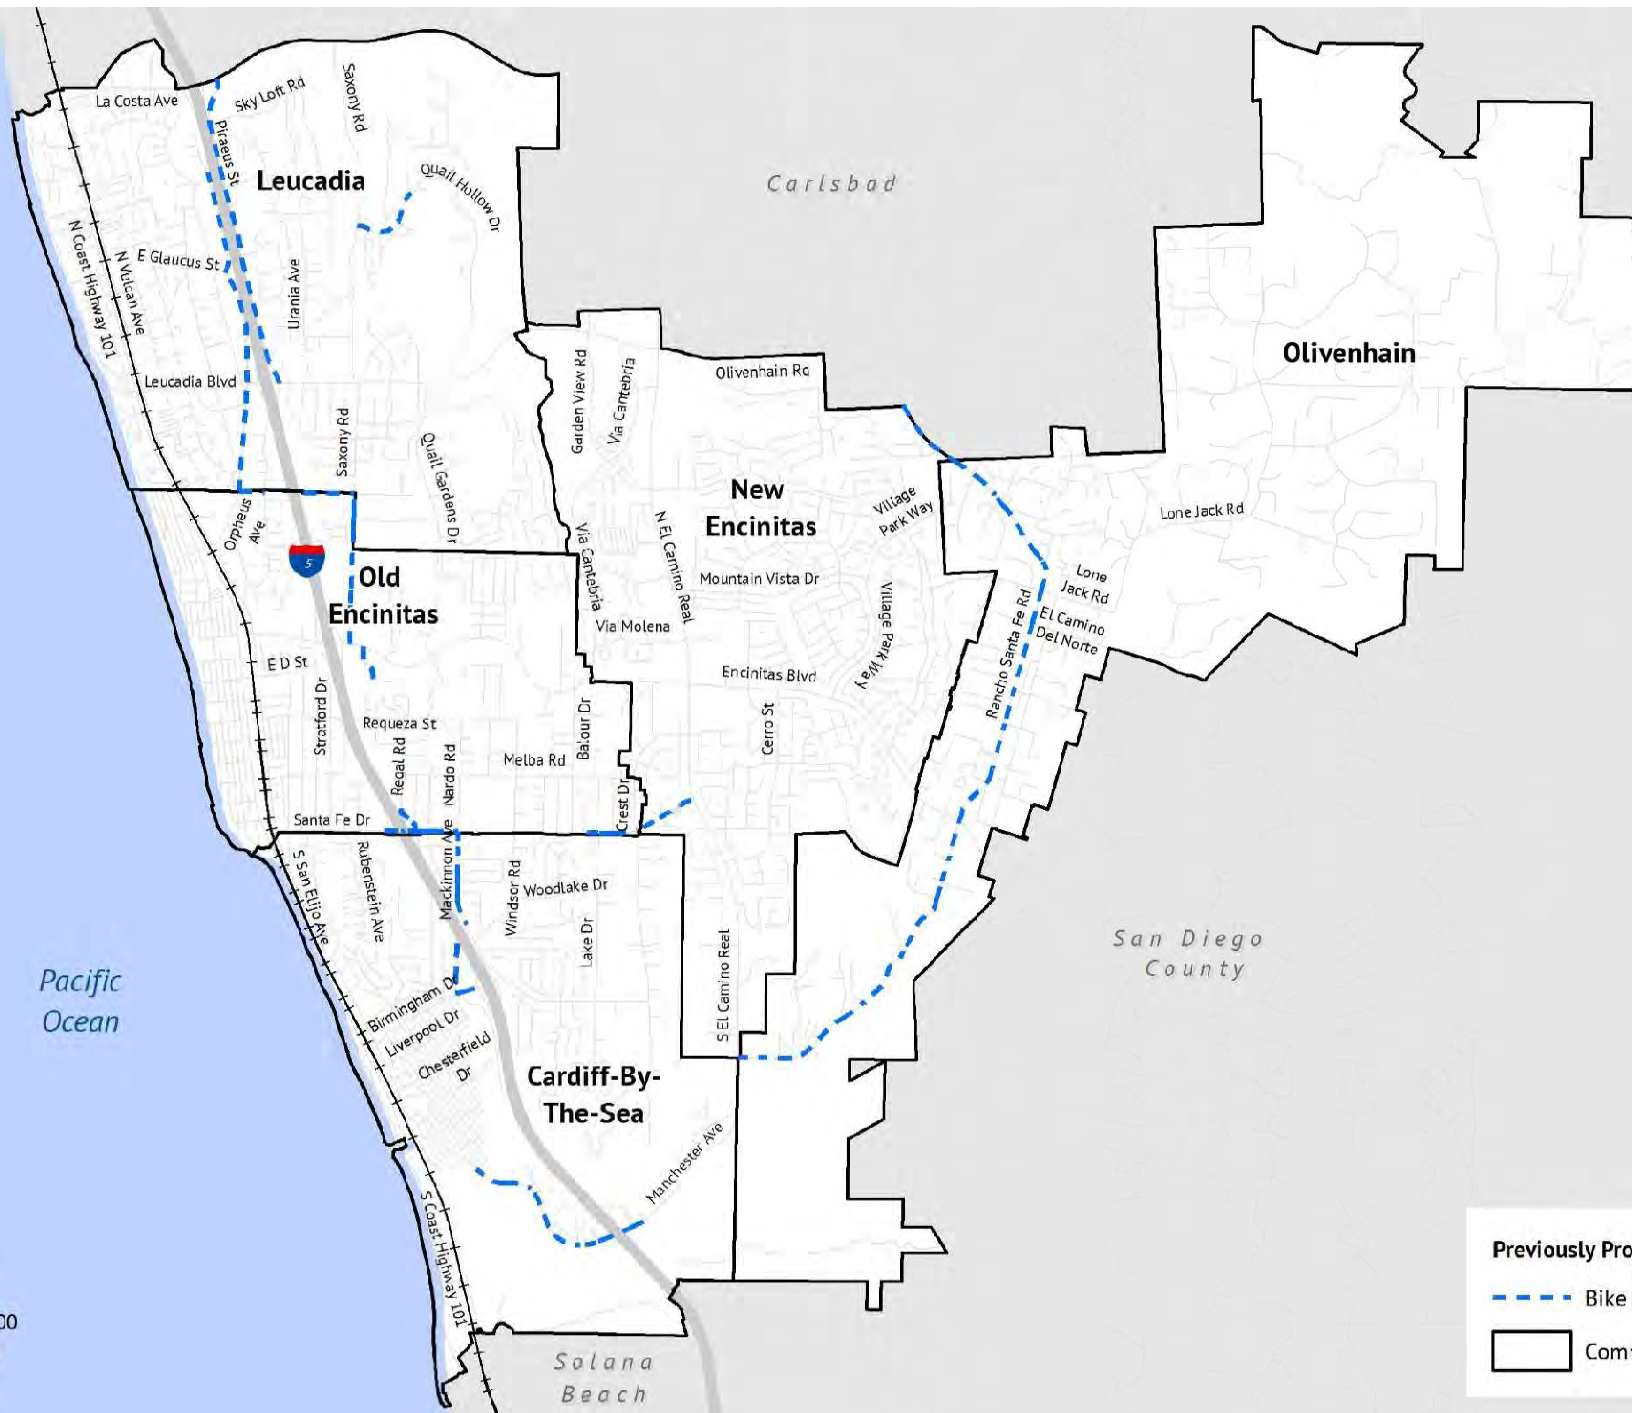 La Costa Ave
Sky Loft Rd
Saxony Rd
Piraeus St
Leucadia
Quail Hollow Dr
Carlsbad
N Coast Highway 101
N Vulcan Ave
E Glaucus St
Urania Ave
Leucadia Blvd
Saxony Rd
Quail Gardens Dr
Garden View Rd
Via Cantebria
Olivenhain Rd
Olivenhain
New
Encinitas
Village
Park Way
Lone Jack Rd
Orpheus
Ave
5
Old
Encinitas
Via Cantebria
N El Camino Real
Mountain Vista Dr
Via Molena
Village Park Way
Lone
Jack Rd
El Camino
Del Norte
Rancho Santa Fe Rd
E D St
Encinitas Blvd
Stratford Dr
Requeza St
Regal Rd
Nardo Rd
Melba Rd
Balour Dr
Cerro St
Crest Dr
Santa Fe Dr
S San Elijo Ave
Rubenstein Ave
Mackinnon Ave
Windsor Rd
Woodlake Dr
Lake Dr
S El Camino Real
San Diego
County
Pacific
Ocean
Birmingham Dr
Liverpool Dr
Chesterfield
Dr
Cardiff-By-
The-Sea
Manchester Ave
S Coast Highway 101
Solana
Beach
00
Previously Pro
Bike
Com